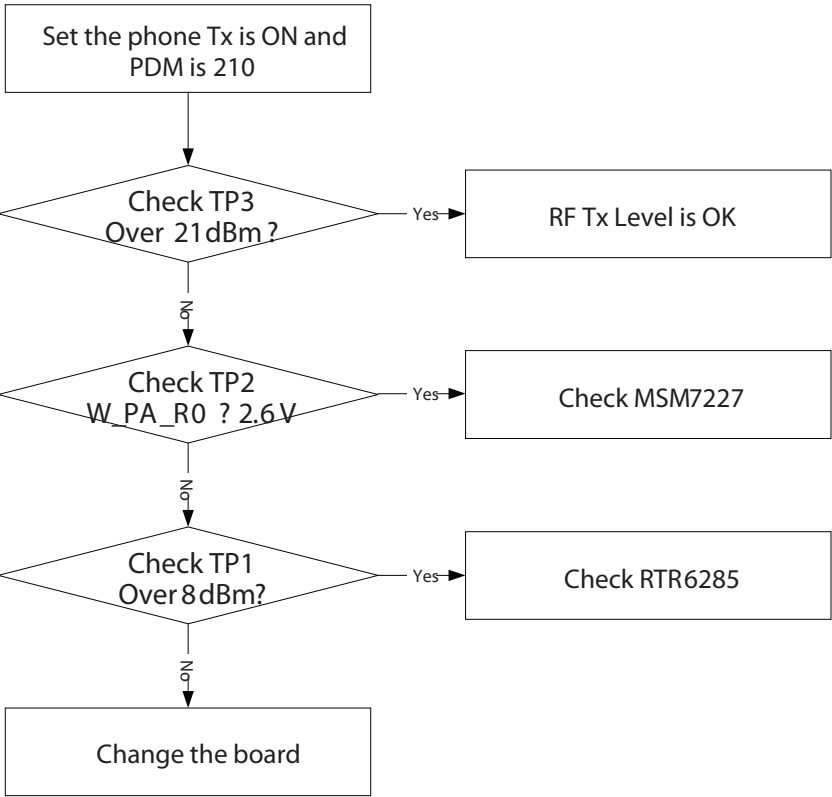 Set the phone Tx is ON and
PDM is 210
Check TP3
Over 21dBm ?
Yes
RF Tx Level is OK
No
Check TP2
W_PA_R0 ? 2.6 V
Yes
Check MSM7227
No
Check TP1
Over 8dBm?
Yes
Check RTR6285
No
Change the board